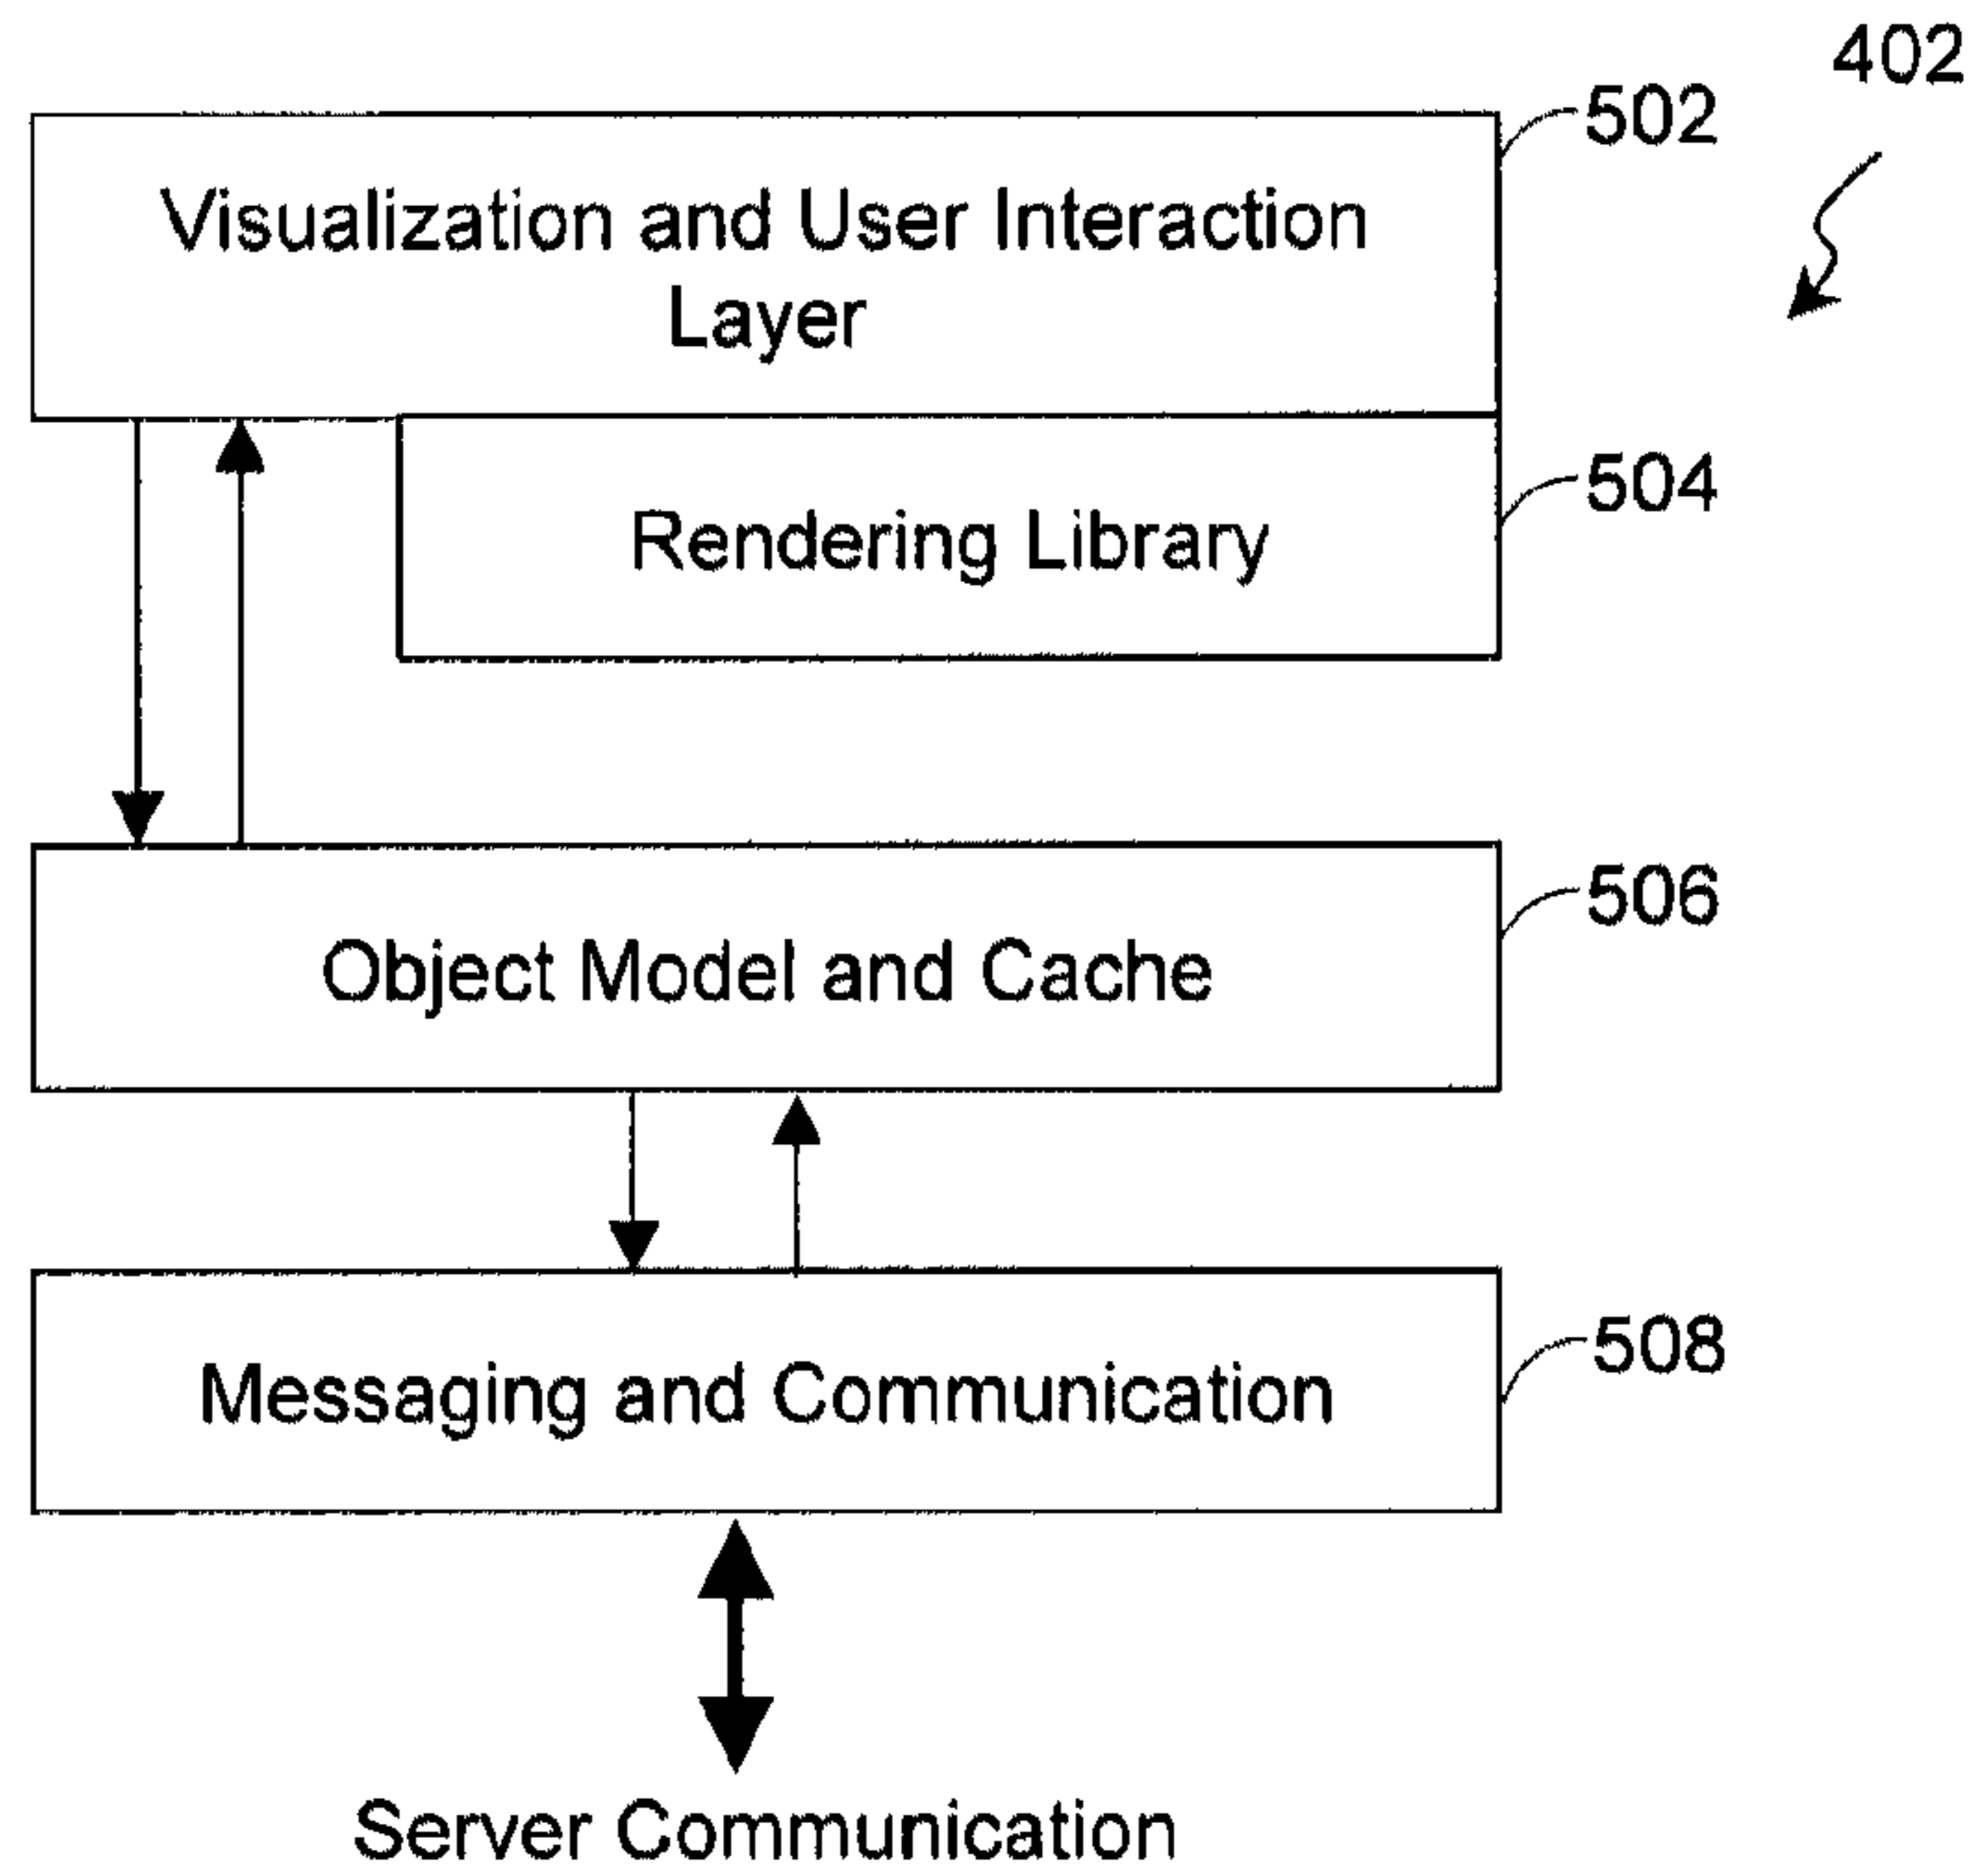 402
502
Visualization and User Interaction
Layer
504
Rendering Library
506
Object Model and Cache
508
Messaging and Communication
Server Communication